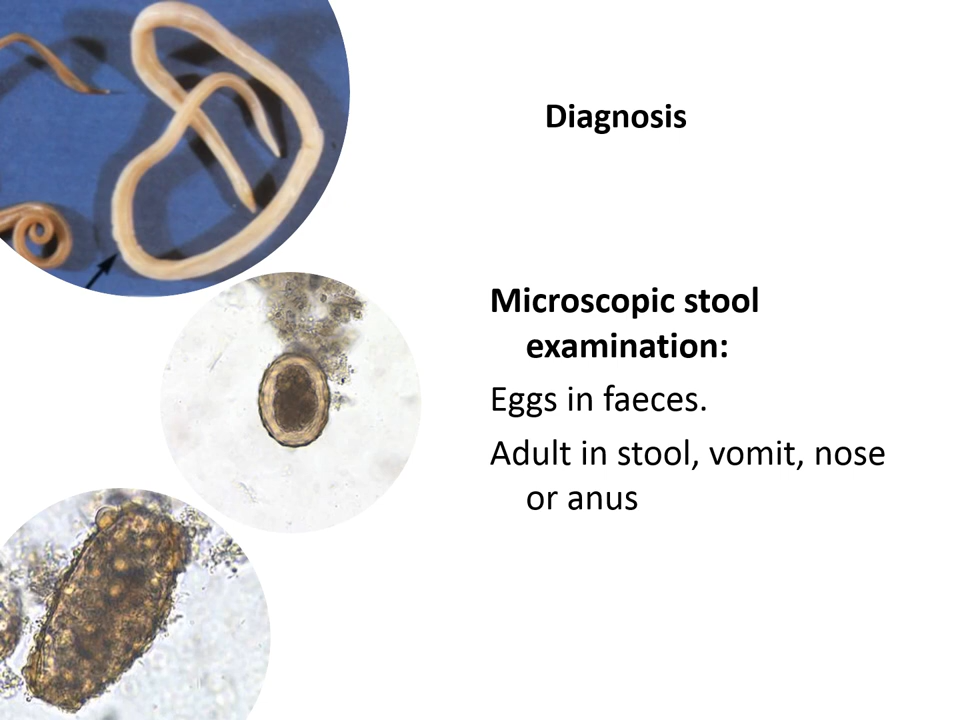 Diagnosis
Microscopic stool
examination:
Eggs in faeces.
Adult in stool, vomit, nose
or anus